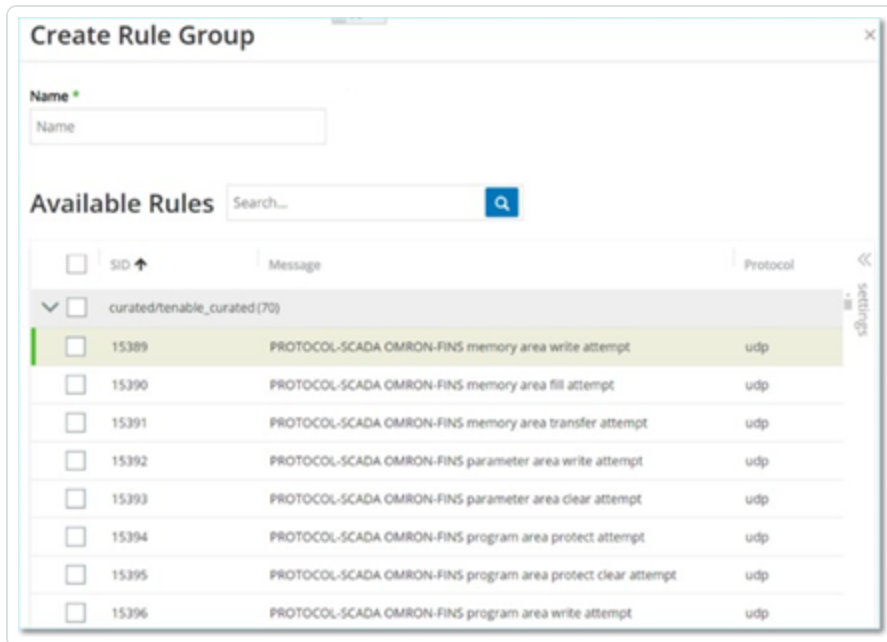 Create Rule Group
Name *
Name
Available Rules Search...
SID Message Protocol
settings
curated/tenable_curated (70)
15389 PROTOCOL-SCADA OMRON-FINS memory area write attempt udp
15390 PROTOCOL-SCADA OMRON-FINS memory area fill attempt udp
15391 PROTOCOL-SCADA OMRON-FINS memory area transfer attempt udp
15392 PROTOCOL-SCADA OMRON-FINS parameter area write attempt udp
15393 PROTOCOL-SCADA OMRON-FINS parameter area clear attempt udp
15394 PROTOCOL-SCADA OMRON-FINS program area protect attempt udp
15395 PROTOCOL-SCADA OMRON-FINS program area protect clear attempt udp
15396 PROTOCOL-SCADA OMRON-FINS program area write attempt udp